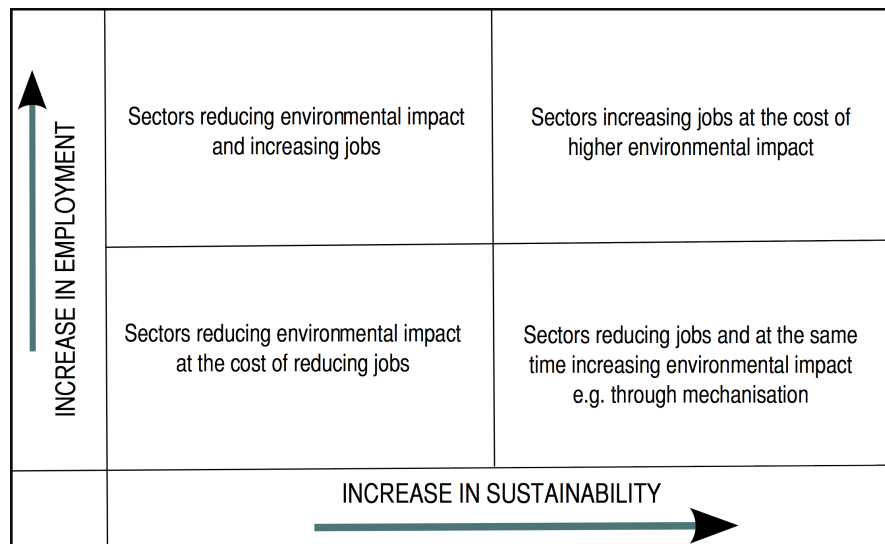 INCREASE IN EMPLOYMENT
Sectors reducing environmental impact
and increasing jobs
Sectors increasing jobs at the cost of
higher environmental impact
Sectors reducing environmental impact
at the cost of reducing jobs
Sectors reducing jobs and at the same
time increasing environmental impact
e.g. through mechanisation
INCREASE IN SUSTAINABILITY